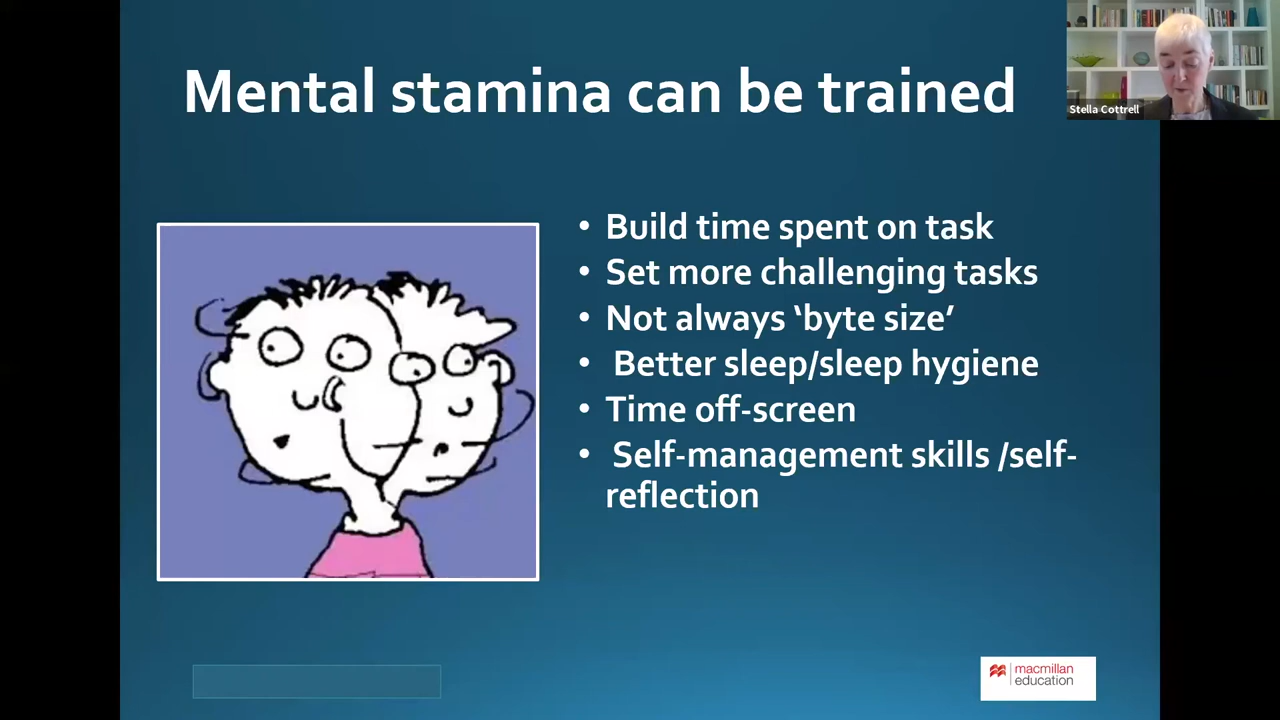 Mental stamina can be trained
Stella Cottrell
• Build time spent on task
• Set more challenging tasks
• Not always ‘byte size’
• Better sleep/sleep hygiene
• Time off-screen
• Self-management skills /self-
reflection
macmillan
education